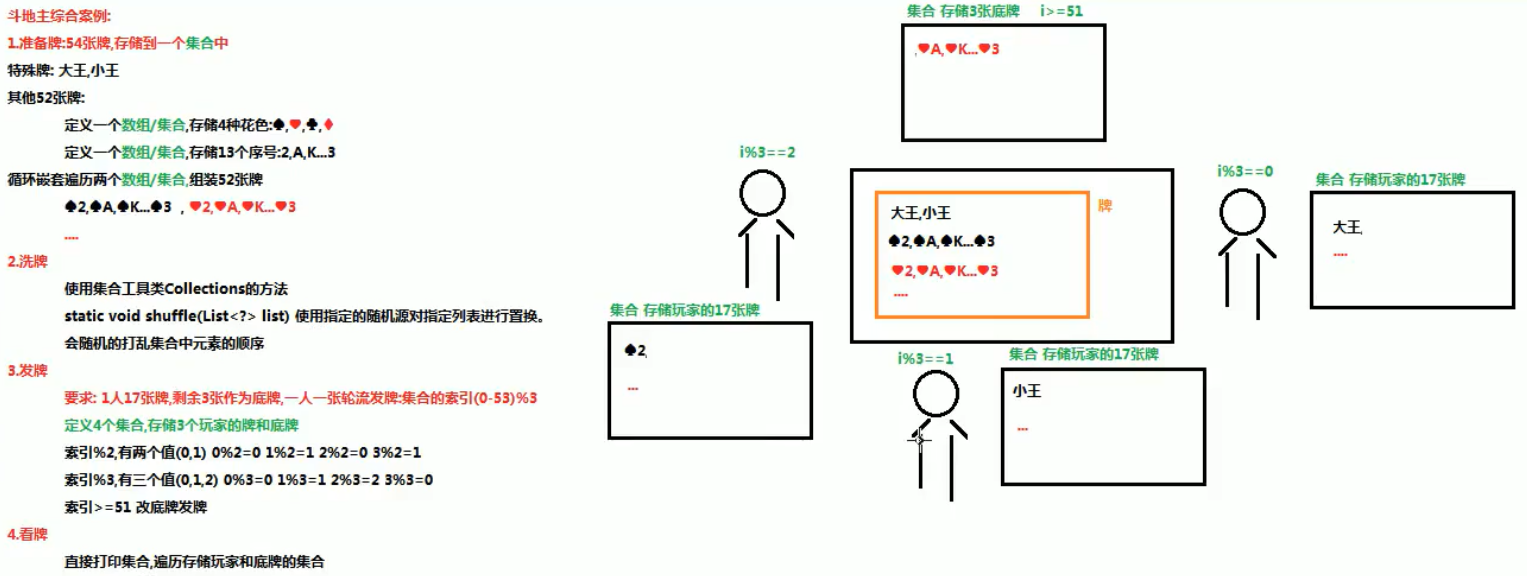 斗地主综合案例:
1.准备牌:54张牌,存储到一个集合中
特殊牌: 大王,小王
其他52张牌:
定义一个数组/集合,存储4种花色:♠,♥,♣,♦
定义一个数组/集合,存储13个序号:2,A,K...3
循环嵌套遍历两个数组/集合,组装52张牌
♠2,♠A,♠K...♠3 ,♥2,♥A,♥K...♥3
....
2.洗牌
使用集合工具类Collections的方法
static void shuffle(List<?> list) 使用指定的随机源对指定列表进行置换。
会随机的打乱集合中元素的顺序
3.发牌
要求: 1人17张牌,剩余3张作为底牌,一人一张轮流发牌:集合的索引(0-53)%3
定义4个集合,存储3个玩家的牌和底牌
索引%2,有两个值(0,1) 0%2=0 1%2=1 2%2=0 3%2=1
索引%3,有三个值(0,1,2) 0%3=0 1%3=1 2%3=2 3%3=0
索引>=51 改底牌发牌
4.看牌
直接打印集合,遍历存储玩家和底牌的集合
集合 存储3张底牌 i>=51
,♥A,♥K...♥3
i%3==2
集合 存储玩家的17张牌
♠2,
...
牌
大王,小王
♠2,♠A,♠K...♠3
♥2,♥A,♥K...♥3
....
i%3==0
集合 存储玩家的17张牌
大王,
....
i%3==1
集合 存储玩家的17张牌
小王
...